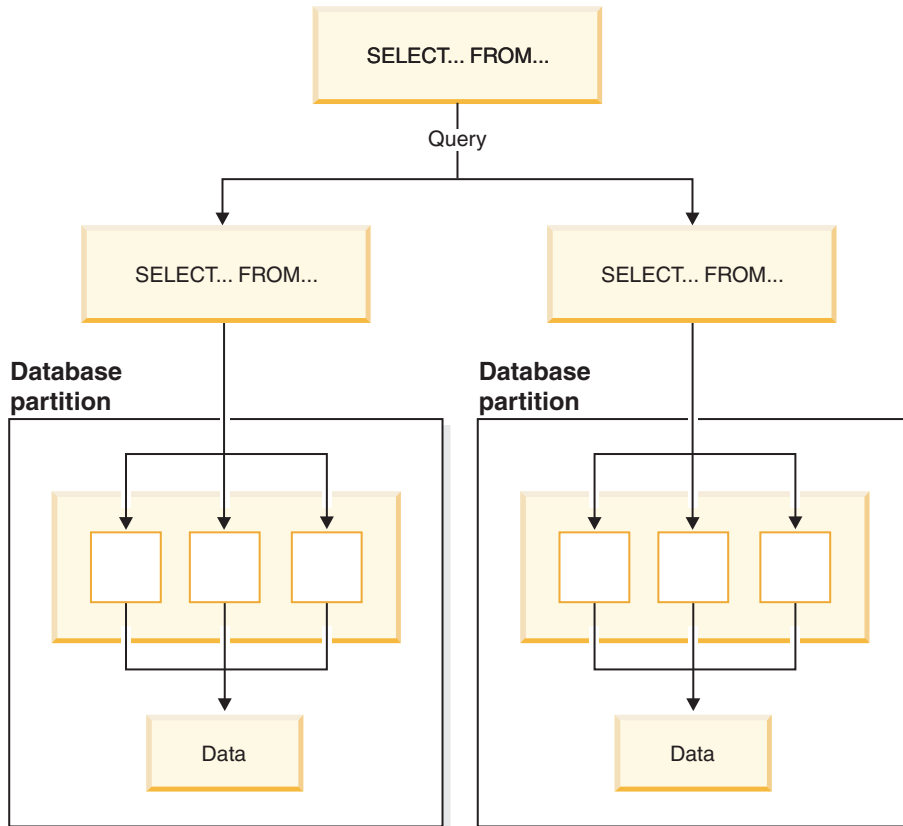 SELECT... FROM...
Query
SELECT... FROM...
SELECT... FROM...
Database
partition
Database
partition
Data
Data